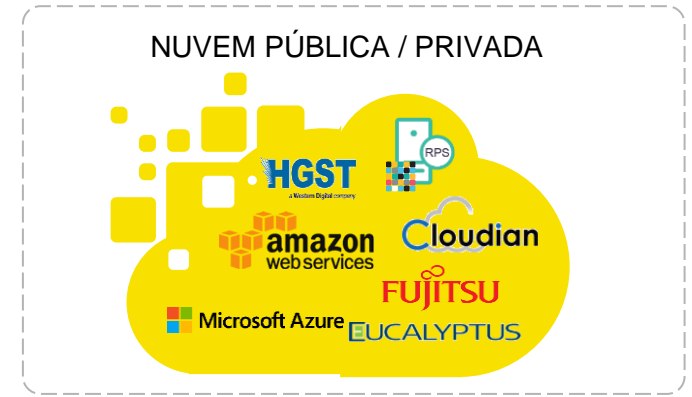 NUVEM PÚBLICA / PRIVADA
HGST
a Western Digital company
RPS
amazon
web services
Cloudian
FUJITSU
Microsoft Azure
EUCALYPTUS